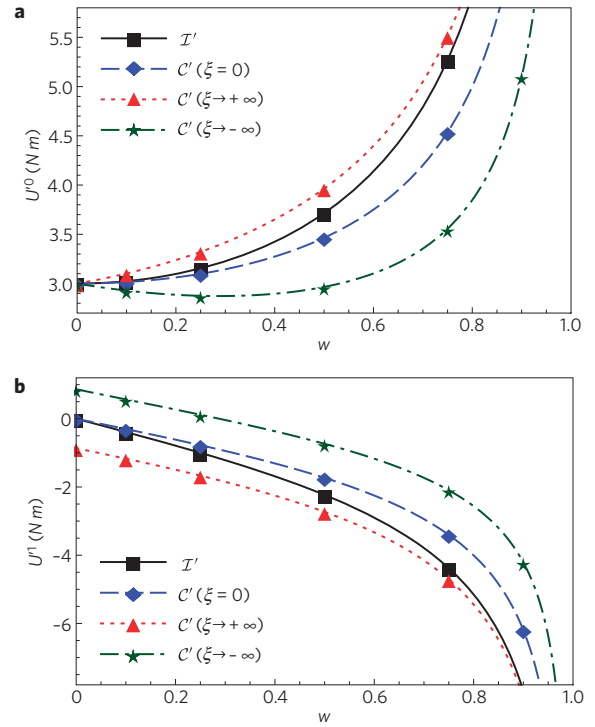 a
5.5
5.0
4.5
4.0
3.5
3.0
U′⁰ (N m)
𝓘′
𝓒′ (ξ = 0)
𝓒′ (ξ→ + ∞)
𝓒′ (ξ→ − ∞)
0 0.2 0.4 0.6 0.8 1.0
w
b
0
−2
−4
−6
U′¹ (N m)
𝓘′
𝓒′ (ξ = 0)
𝓒′ (ξ→ + ∞)
𝓒′ (ξ→ − ∞)
0 0.2 0.4 0.6 0.8 1.0
w